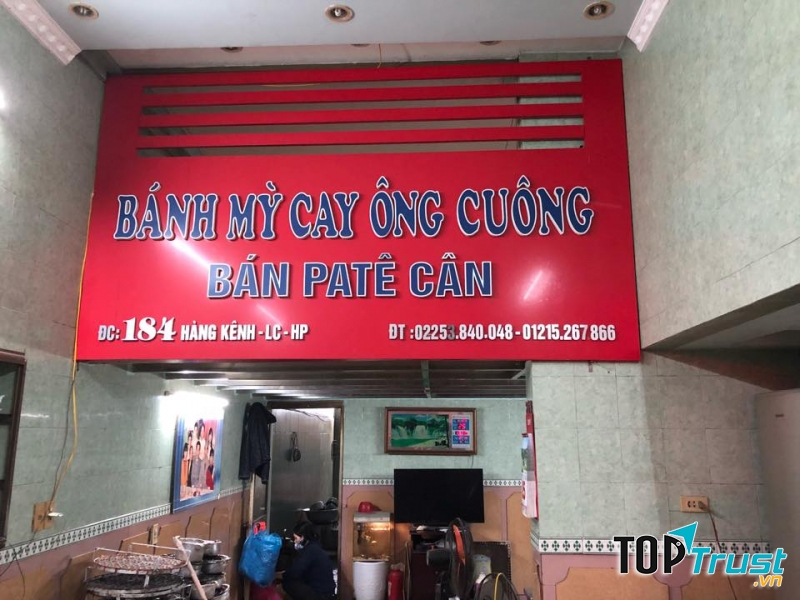 BÁNH MỲ CAY ÔNG CUÔNG
BÁN PATÊ CÂN
ĐC: 184 HÀNG KÊNH - LC - HP
ĐT : 02253.840.048 - 01215.267.866
TOPTrust.vn